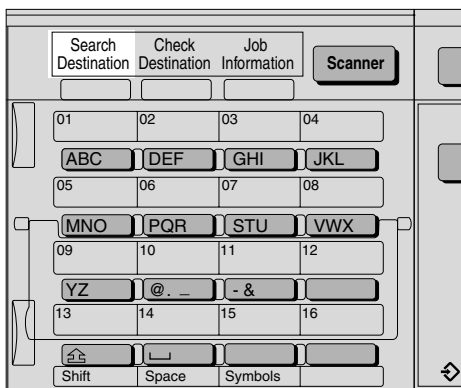 Search Check Job
Destination Destination Information Scanner
01 02 03 04
ABC DEF GHI JKL
05 06 07 08
MNO PQR STU VWX
09 10 11 12
YZ @. _ - &
13 14 15 16
Shift Space Symbols